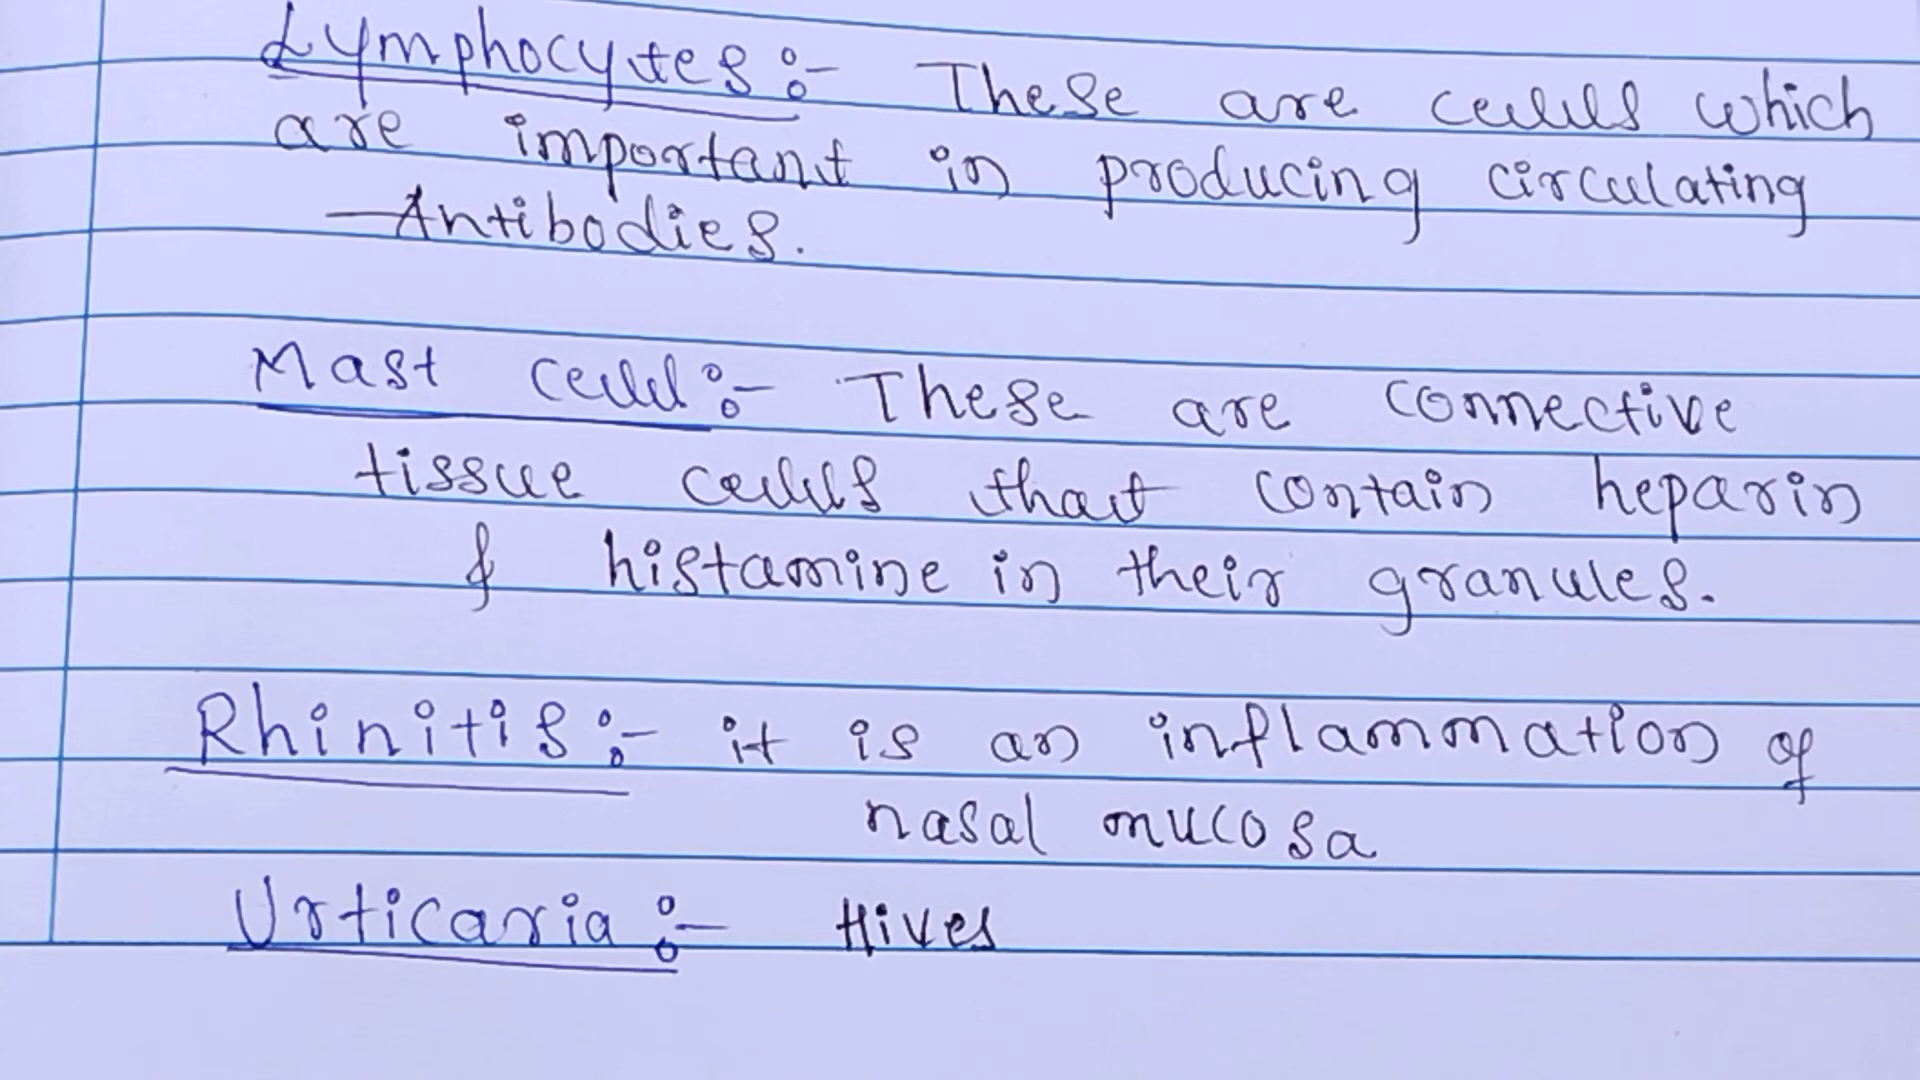 Lymphocytes :- These are cells which
are important in producing circulating
Antibodies.
Mast cell :- These are connective
tissue cells that contain heparin
& histamine in their granules.
Rhinitis :- it is an inflammation of
nasal mucosa
Urticaria :- Hives